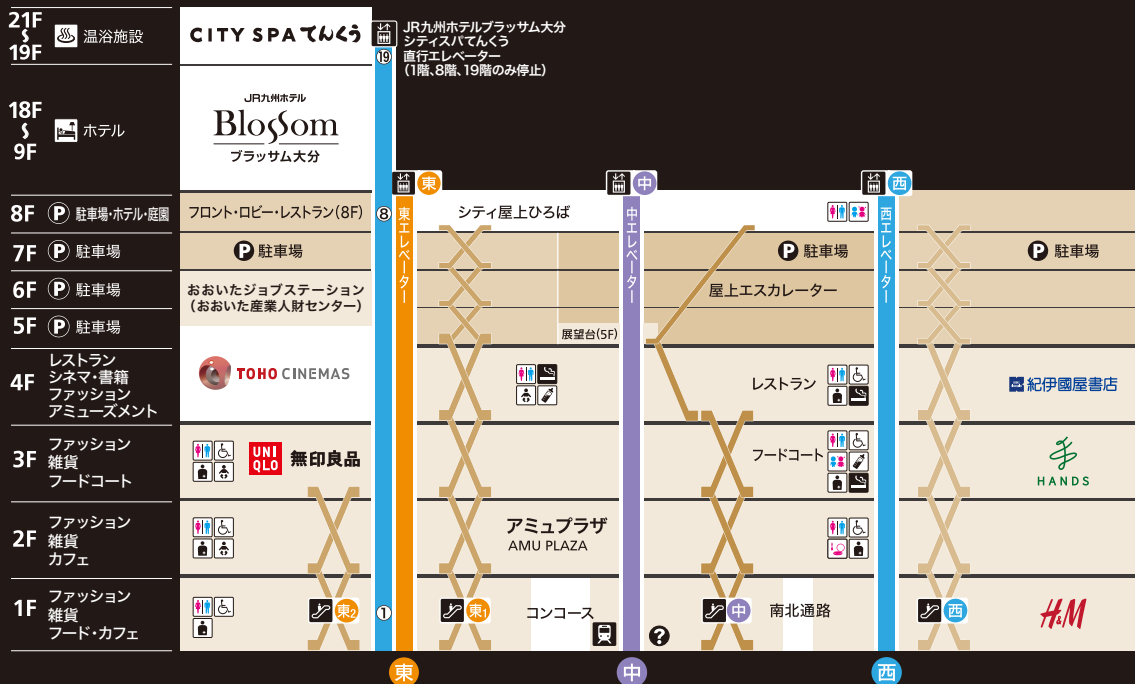 21F
～
19F
温浴施設
CITY SPA てんくう
19
JR九州ホテルブラッサム大分
シティスパてんくう
直行エレベーター
（1階、8階、19階のみ停止）
18F
～
9F
ホテル
JR九州ホテル
Blossom
ブラッサム大分
東
中
西
8F
P 駐車場・ホテル・庭園
フロント・ロビー・レストラン（8F）
8
東エレベーター
シティ屋上ひろば
中エレベーター
西エレベーター
7F
P 駐車場
P 駐車場
P 駐車場
P 駐車場
6F
P 駐車場
おおいたジョブステーション
（おおいた産業人財センター）
屋上エスカレーター
5F
P 駐車場
展望台（5F）
4F
レストラン
シネマ・書籍
ファッション
アミューズメント
TOHO CINEMAS
レストラン
紀伊國屋書店
3F
ファッション
雑貨
フードコート
UNI
QLO
無印良品
フードコート
HANDS
2F
ファッション
雑貨
カフェ
アミュプラザ
AMU PLAZA
1F
ファッション
雑貨
フード・カフェ
東2
1
東1
コンコース
?
中
南北通路
西
H&M
東
中
西